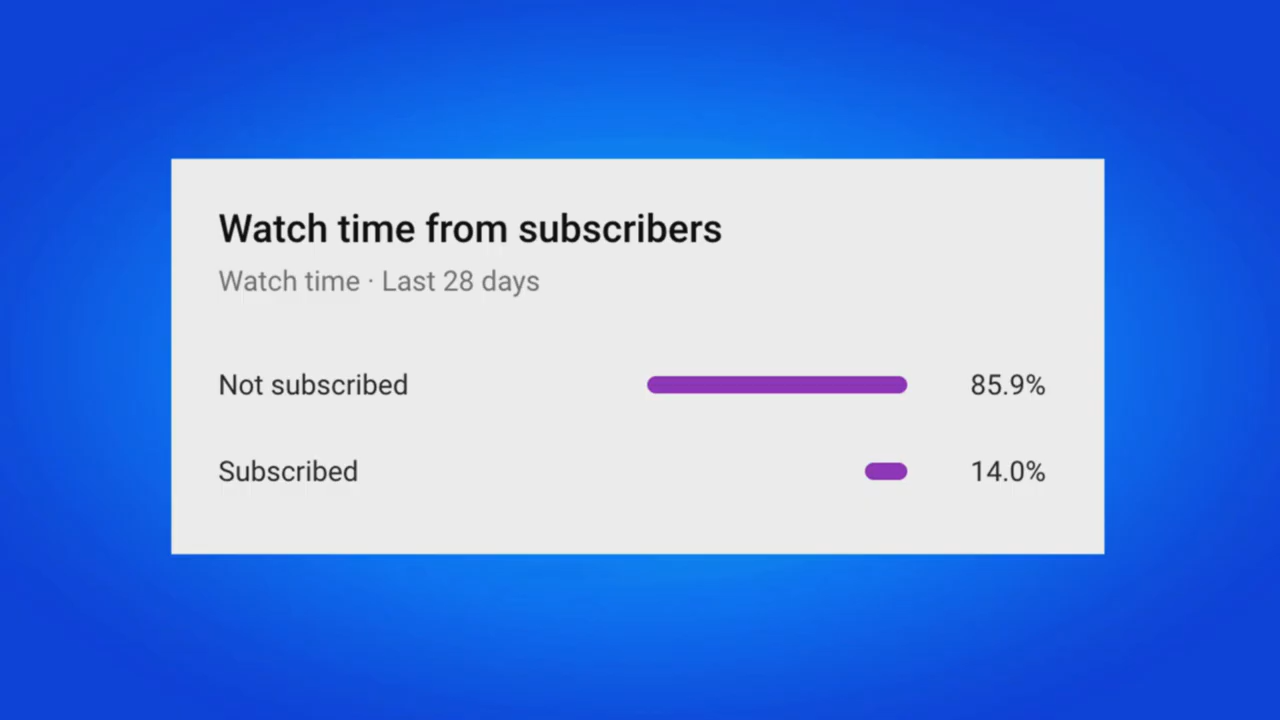 Watch time from subscribers
Watch time · Last 28 days
Not subscribed 85.9%
Subscribed 14.0%